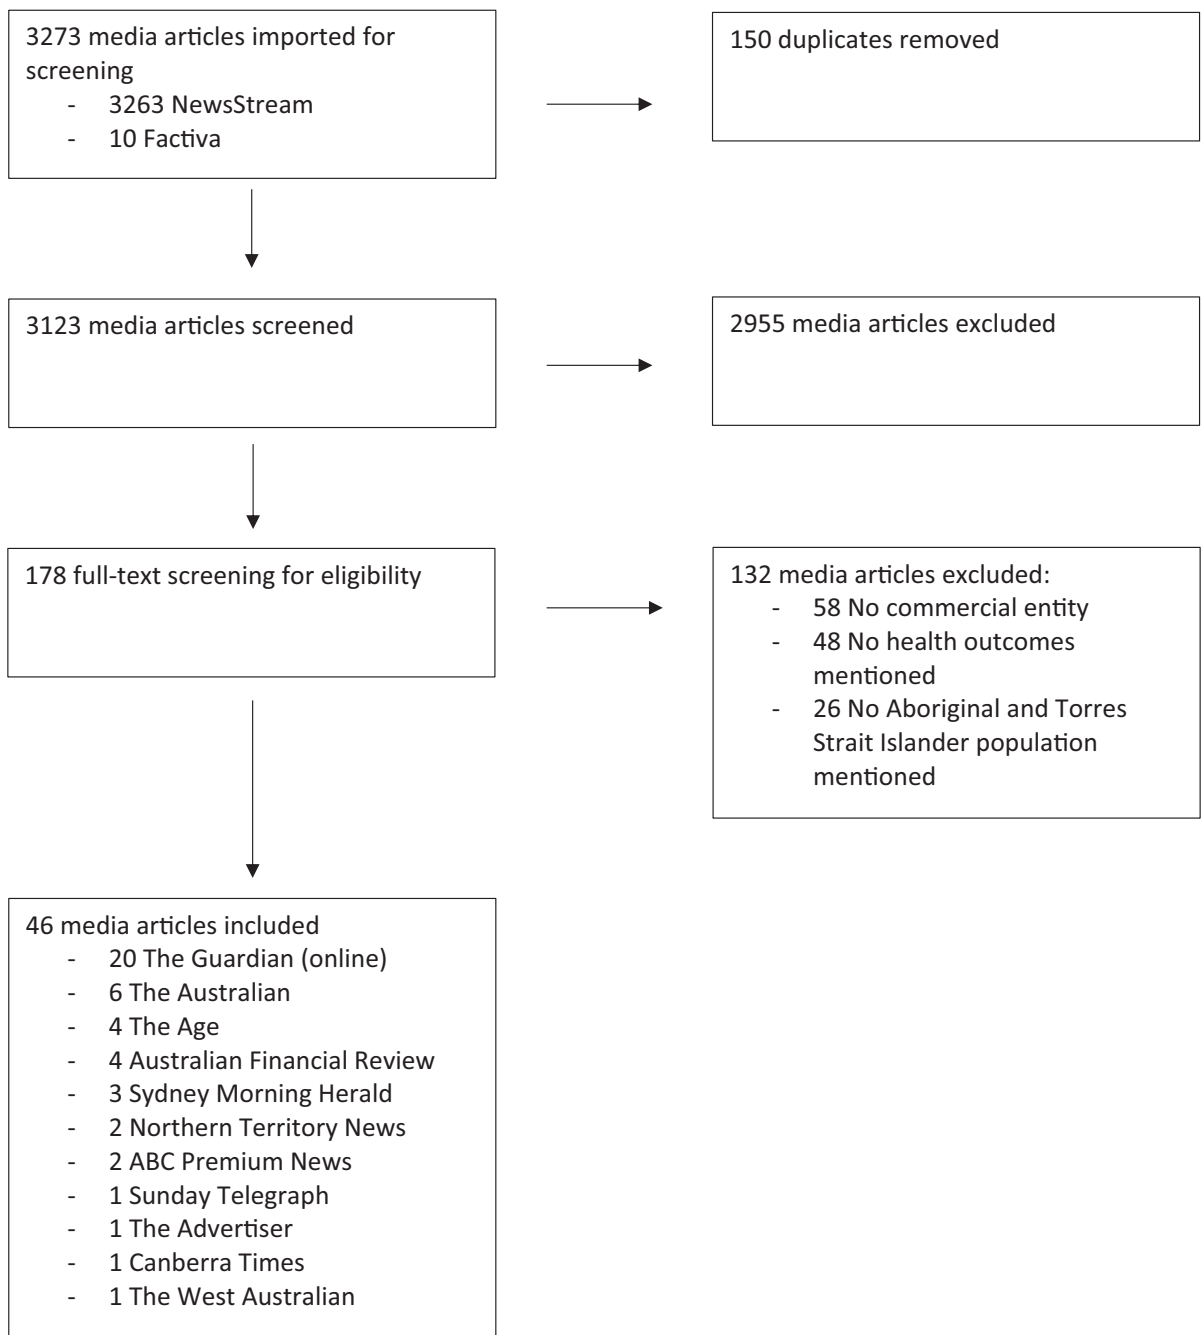 3273 media articles imported for
screening
- 3263 NewsStream
- 10 Factiva
150 duplicates removed
3123 media articles screened
2955 media articles excluded
178 full-text screening for eligibility
132 media articles excluded:
- 58 No commercial entity
- 48 No health outcomes
mentioned
- 26 No Aboriginal and Torres
Strait Islander population
mentioned
46 media articles included
- 20 The Guardian (online)
- 6 The Australian
- 4 The Age
- 4 Australian Financial Review
- 3 Sydney Morning Herald
- 2 Northern Territory News
- 2 ABC Premium News
- 1 Sunday Telegraph
- 1 The Advertiser
- 1 Canberra Times
- 1 The West Australian